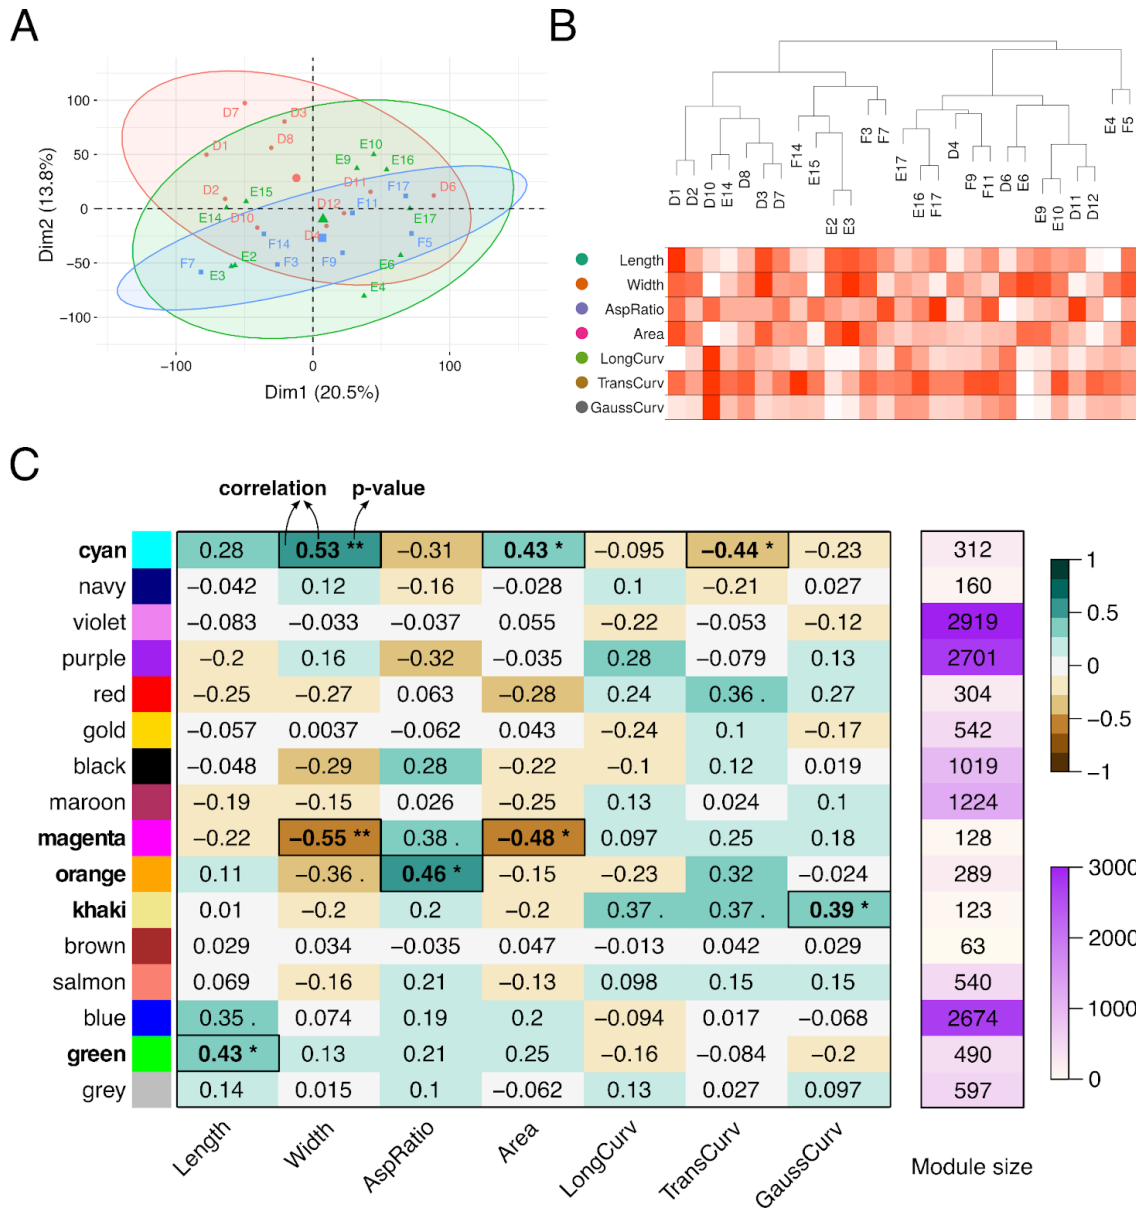 A
D7
D3
D1
D8
E10
E9
E16
D2
E15
D11
F17
D6
E14
D10
D12
F11
E17
F14
D4
F5
F7
E3
E2
F3
F9
E6
E4
100
50
0
−50
−100
−100
0
100
Dim2 (13.8%)
Dim1 (20.5%)
B
D1
D2
D10
E14
D8
D3
D7
F14
E15
E2
E3
F3
F7
E17
E16
F17
D4
F9
F11
D6
E6
E9
E10
D11
D12
E4
F5
Length
Width
AspRatio
Area
LongCurv
TransCurv
GaussCurv
C
correlation p-value
cyan 0.28 0.53 ** −0.31 0.43 * −0.095 −0.44 * −0.23 312
navy −0.042 0.12 −0.16 −0.028 0.1 −0.21 0.027 160
violet −0.083 −0.033 −0.037 0.055 −0.22 −0.053 −0.12 2919
purple −0.2 0.16 −0.32 −0.035 0.28 −0.079 0.13 2701
red −0.25 −0.27 0.063 −0.28 0.24 0.36 . 0.27 304
gold −0.057 0.0037 −0.062 0.043 −0.24 0.1 −0.17 542
black −0.048 −0.29 0.28 −0.22 −0.1 0.12 0.019 1019
maroon −0.19 −0.15 0.026 −0.25 0.13 0.024 0.1 1224
magenta −0.22 −0.55 ** 0.38 . −0.48 * 0.097 0.25 0.18 128
orange 0.11 −0.36 . 0.46 * −0.15 −0.23 0.32 −0.024 289
khaki 0.01 −0.2 0.2 −0.2 0.37 . 0.37 . 0.39 * 123
brown 0.029 0.034 −0.035 0.047 −0.013 0.042 0.029 63
salmon 0.069 −0.16 0.21 −0.13 0.098 0.15 0.15 540
blue 0.35 . 0.074 0.19 0.2 −0.094 0.017 −0.068 2674
green 0.43 * 0.13 0.21 0.25 −0.16 −0.084 −0.2 490
grey 0.14 0.015 0.1 −0.062 0.13 0.027 0.097 597
Length
Width
AspRatio
Area
LongCurv
TransCurv
GaussCurv
Module size
1
0.5
0
−0.5
−1
3000
2000
1000
0